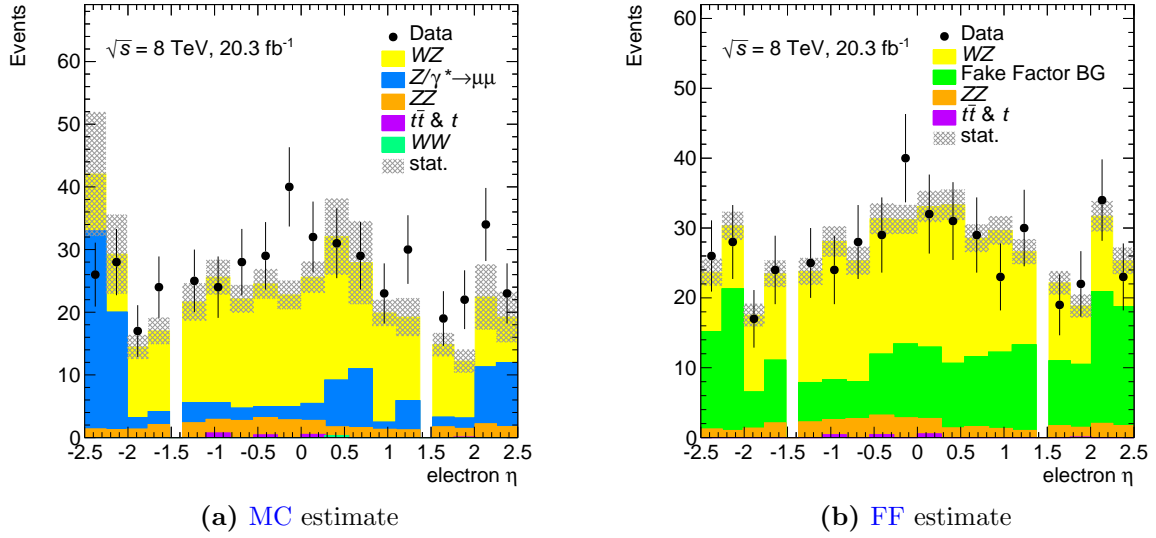 Events
60
50
40
30
20
10
0
√s = 8 TeV, 20.3 fb⁻¹
Data
WZ
Z/γ*→μμ
ZZ
tt̄ & t
WW
stat.
-2.5 -2 -1.5 -1 -0.5 0 0.5 1 1.5 2 2.5
electron η
(a) MC estimate
Events
60
50
40
30
20
10
0
√s = 8 TeV, 20.3 fb⁻¹
Data
WZ
Fake Factor BG
ZZ
tt̄ & t
stat.
-2.5 -2 -1.5 -1 -0.5 0 0.5 1 1.5 2 2.5
electron η
(b) FF estimate